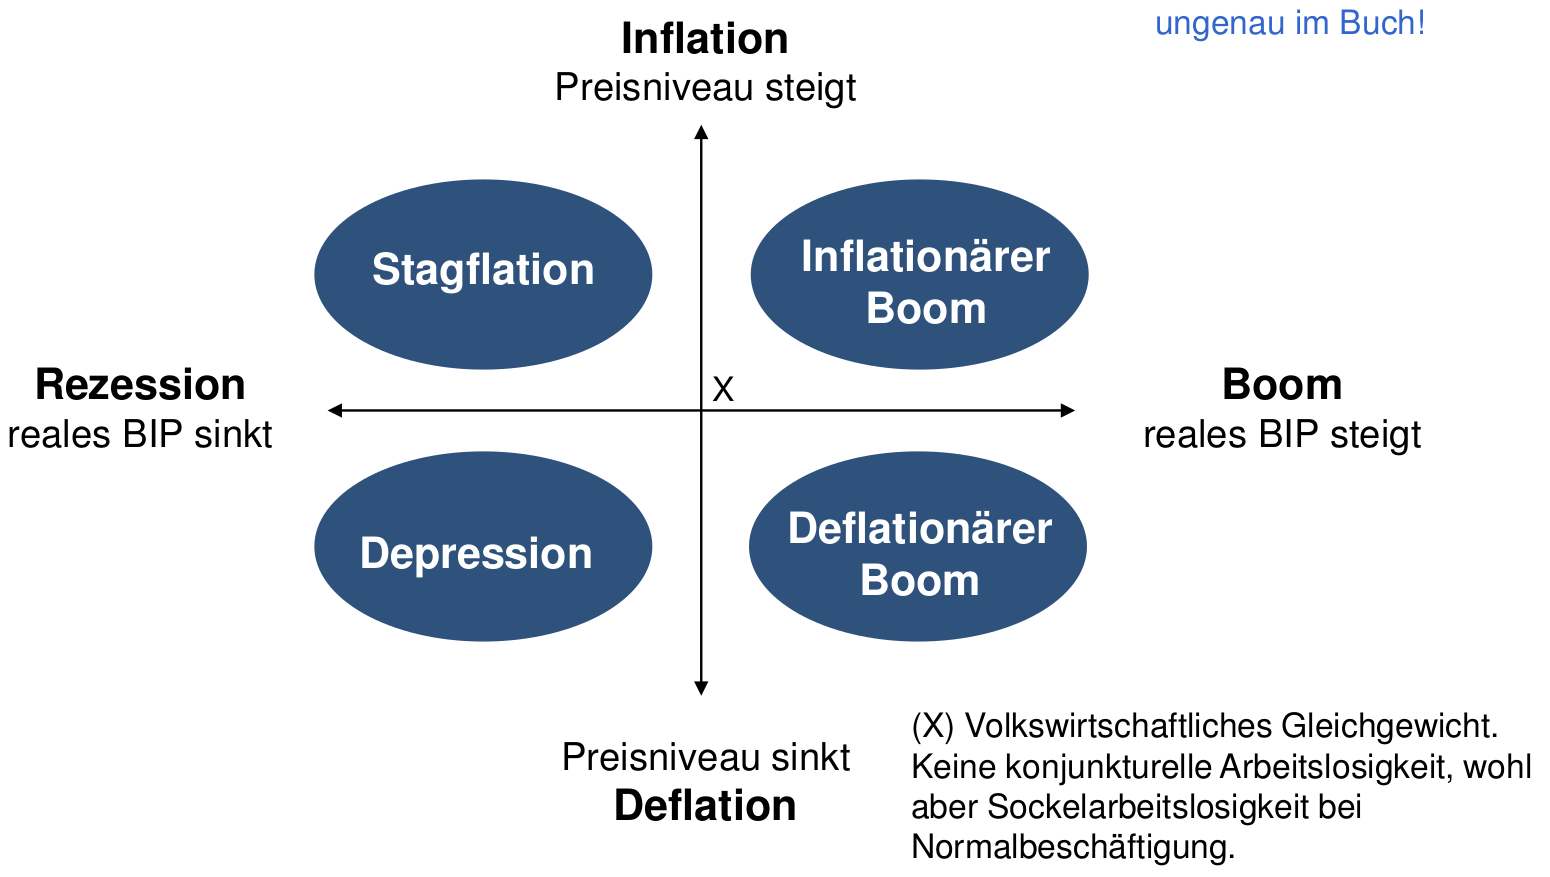 ungenau im Buch!
Inflation
Preisniveau steigt
Stagflation
Inflationärer
Boom
Rezession
reales BIP sinkt
X
Boom
reales BIP steigt
Depression
Deflationärer
Boom
Preisniveau sinkt
Deflation
(X) Volkswirtschaftliches Gleichgewicht.
Keine konjunkturelle Arbeitslosigkeit, wohl
aber Sockelarbeitslosigkeit bei
Normalbeschäftigung.